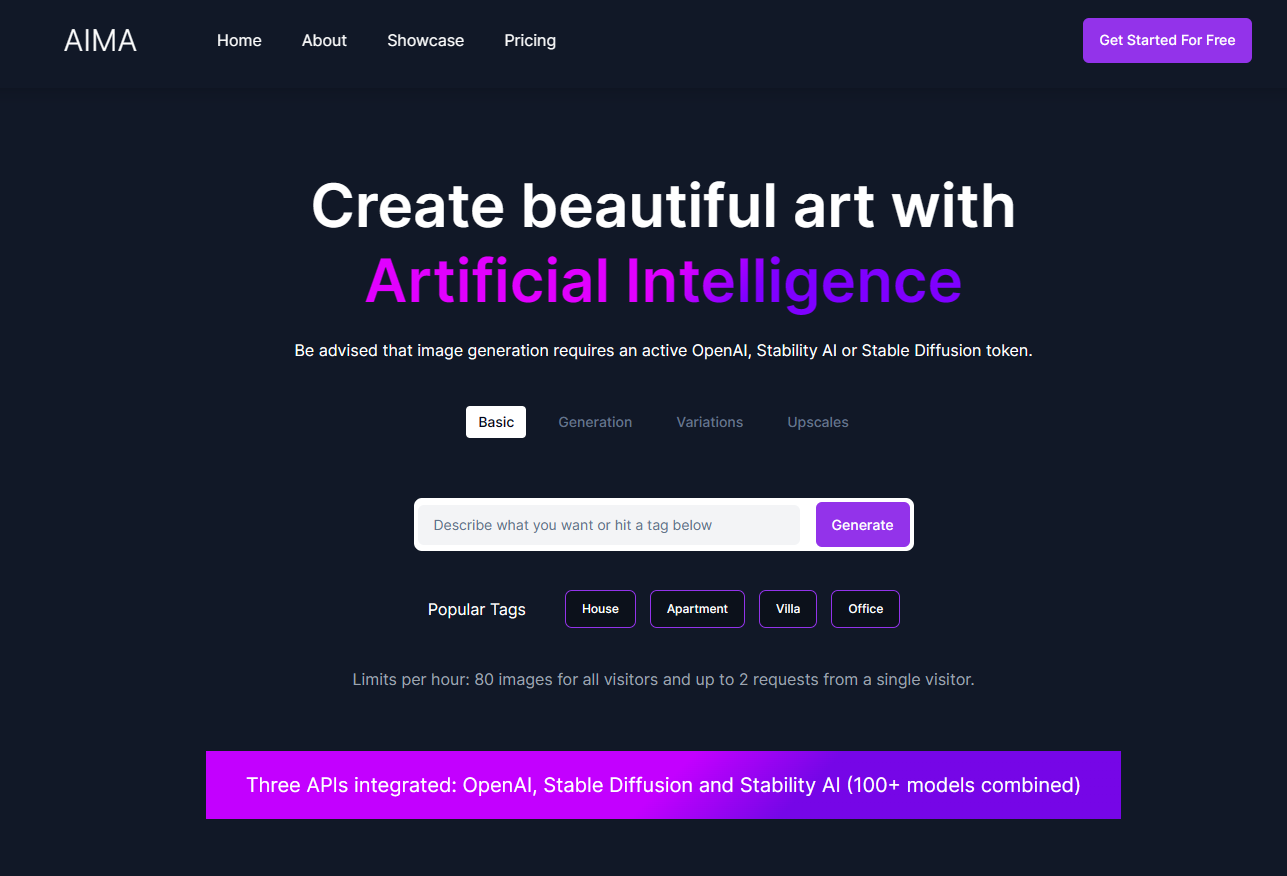 AIMA Home About Showcase Pricing Get Started For Free
Create beautiful art with
Artificial Intelligence
Be advised that image generation requires an active OpenAI, Stability AI or Stable Diffusion token.
Basic Generation Variations Upscales
Describe what you want or hit a tag below Generate
Popular Tags House Apartment Villa Office
Limits per hour: 80 images for all visitors and up to 2 requests from a single visitor.
Three APIs integrated: OpenAI, Stable Diffusion and Stability AI (100+ models combined)